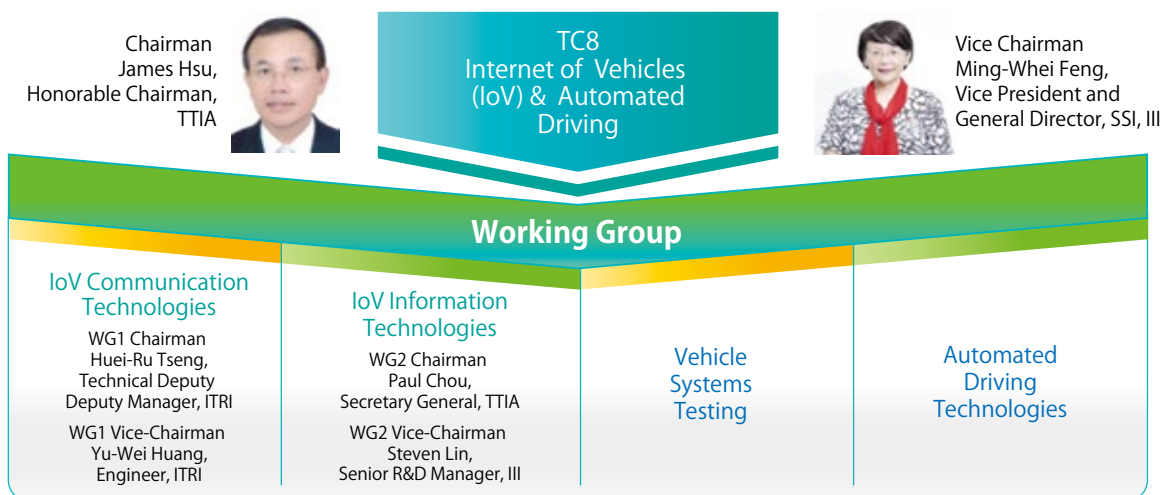 Chairman
James Hsu,
Honorable Chairman,
TTIA
TC8
Internet of Vehicles
(IoV) & Automated
Driving
Vice Chairman
Ming-Whei Feng,
Vice President and
General Director, SSI, III
Working Group
IoV Communication
Technologies
WG1 Chairman
Huei-Ru Tseng,
Technical Deputy
Deputy Manager, ITRI
WG1 Vice-Chairman
Yu-Wei Huang,
Engineer, ITRI
IoV Information
Technologies
WG2 Chairman
Paul Chou,
Secretary General, TTIA
WG2 Vice-Chairman
Steven Lin,
Senior R&D Manager, III
Vehicle
Systems
Testing
Automated
Driving
Technologies